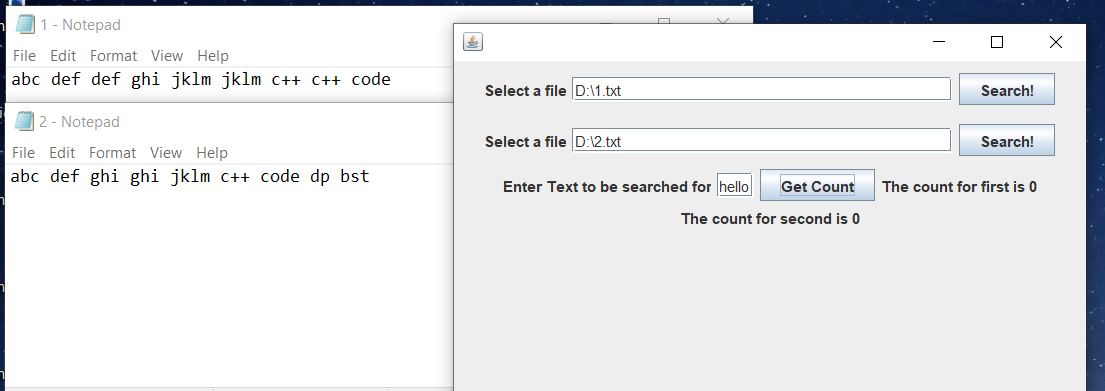 1 - Notepad
File Edit Format View Help
abc def def ghi jklm jklm c++ c++ code
2 - Notepad
File Edit Format View Help
abc def ghi ghi jklm c++ code dp bst
Select a file D:\1.txt Search!
Select a file D:\2.txt Search!
Enter Text to be searched for hello Get Count The count for first is 0
The count for second is 0